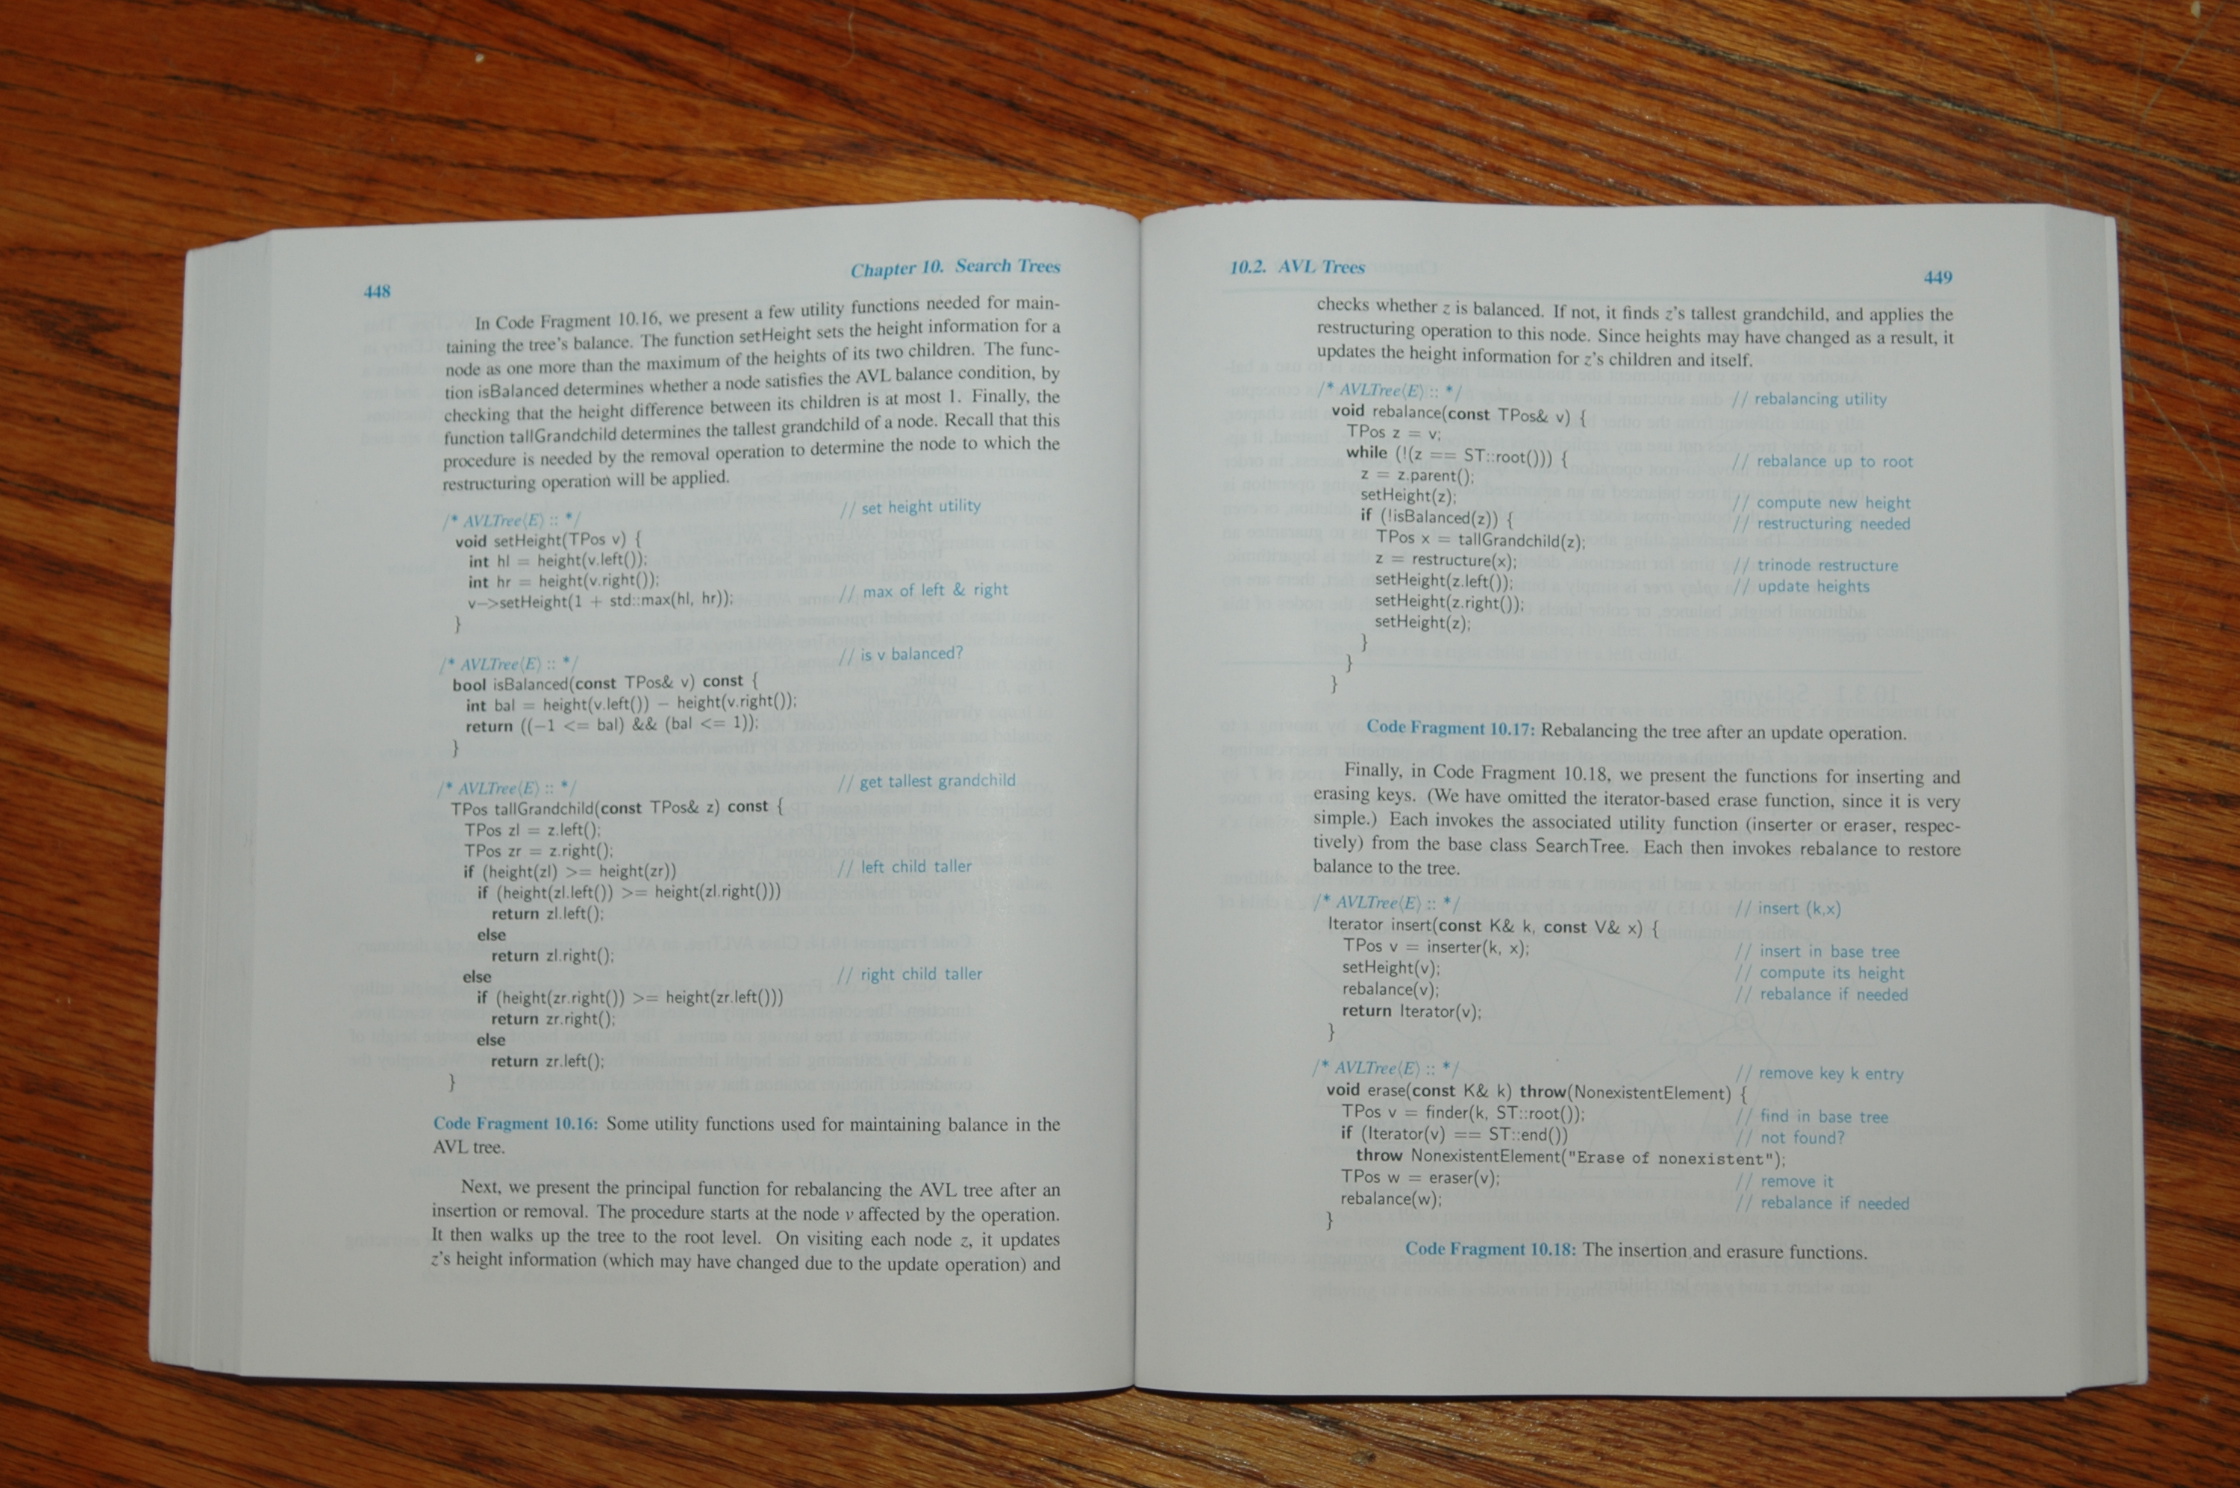 448
Chapter 10. Search Trees
In Code Fragment 10.16, we present a few utility functions needed for main-
taining the tree's balance. The function setHeight sets the height information for a
node as one more than the maximum of the heights of its two children. The func-
tion isBalanced determines whether a node satisfies the AVL balance condition, by
checking that the height difference between its children is at most 1. Finally, the
function tallGrandchild determines the tallest grandchild of a node. Recall that this
procedure is needed by the removal operation to determine the node to which the
restructuring operation will be applied.
/* AVLTree⟨E⟩ :: */ // set height utility
void setHeight(TPos v) {
int hl = height(v.left());
int hr = height(v.right());
v->setHeight(1 + std::max(hl, hr)); // max of left & right
}
/* AVLTree⟨E⟩ :: */ // is v balanced?
bool isBalanced(const TPos& v) const {
int bal = height(v.left()) − height(v.right());
return ((−1 <= bal) && (bal <= 1));
}
/* AVLTree⟨E⟩ :: */ // get tallest grandchild
TPos tallGrandchild(const TPos& z) const {
TPos zl = z.left();
TPos zr = z.right();
if (height(zl) >= height(zr)) // left child taller
if (height(zl.left()) >= height(zl.right()))
return zl.left();
else
return zl.right();
else // right child taller
if (height(zr.right()) >= height(zr.left()))
return zr.right();
else
return zr.left();
}
Code Fragment 10.16: Some utility functions used for maintaining balance in the
AVL tree.
Next, we present the principal function for rebalancing the AVL tree after an
insertion or removal. The procedure starts at the node v affected by the operation.
It then walks up the tree to the root level. On visiting each node z, it updates
z's height information (which may have changed due to the update operation) and
10.2. AVL Trees
449
checks whether z is balanced. If not, it finds z's tallest grandchild, and applies the
restructuring operation to this node. Since heights may have changed as a result, it
updates the height information for z's children and itself.
/* AVLTree⟨E⟩ :: */ // rebalancing utility
void rebalance(const TPos& v) {
TPos z = v;
while (!(z == ST::root())) { // rebalance up to root
z = z.parent();
setHeight(z); // compute new height
if (!isBalanced(z)) { // restructuring needed
TPos x = tallGrandchild(z);
z = restructure(x); // trinode restructure
setHeight(z.left()); // update heights
setHeight(z.right());
setHeight(z);
}
}
}
Code Fragment 10.17: Rebalancing the tree after an update operation.
Finally, in Code Fragment 10.18, we present the functions for inserting and
erasing keys. (We have omitted the iterator-based erase function, since it is very
simple.) Each invokes the associated utility function (inserter or eraser, respec-
tively) from the base class SearchTree. Each then invokes rebalance to restore
balance to the tree.
/* AVLTree⟨E⟩ :: */ // insert (k,x)
Iterator insert(const K& k, const V& x) {
TPos v = inserter(k, x); // insert in base tree
setHeight(v); // compute its height
rebalance(v); // rebalance if needed
return Iterator(v);
}
/* AVLTree⟨E⟩ :: */ // remove key k entry
void erase(const K& k) throw(NonexistentElement) {
TPos v = finder(k, ST::root()); // find in base tree
if (Iterator(v) == ST::end()) // not found?
throw NonexistentElement("Erase of nonexistent");
TPos w = eraser(v); // remove it
rebalance(w); // rebalance if needed
}
Code Fragment 10.18: The insertion and erasure functions.